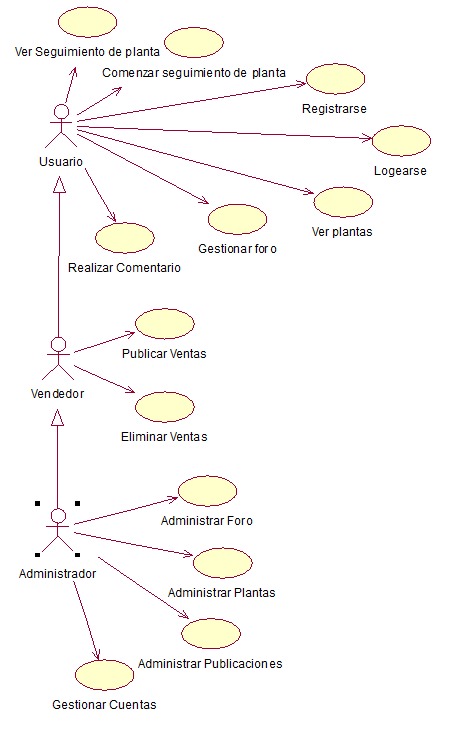 Ver Seguimiento de planta
Comenzar seguimiento de planta
Registrarse
Usuario
Logearse
Ver plantas
Gestionar foro
Realizar Comentario
Publicar Ventas
Vendedor
Eliminar Ventas
Administrar Foro
Administrador
Administrar Plantas
Administrar Publicaciones
Gestionar Cuentas